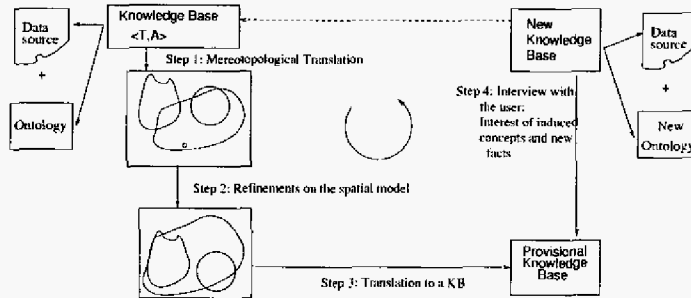 Data
source
+
Ontology
Knowledge Base
<T,A>
Step 1: Mereotopological Translation
Step 2: Refinements on the spatial model
Step 3: Translation to a KB
New
Knowledge
Base
Step 4: Interview with
the user:
Interest of induced
concepts and new
facts
Data
source
+
New
Ontology
Provisional
Knowledge
Base